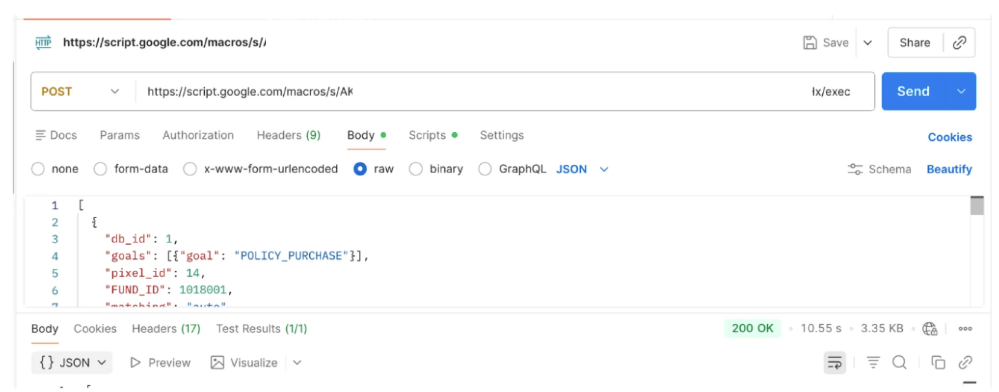 HTTP https://script.google.com/macros/s/
Save
Share
POST https://script.google.com/macros/s/AK lx/exec
Send
Docs Params Authorization Headers (9) Body Scripts Settings Cookies
none form-data x-www-form-urlencoded raw binary GraphQL JSON Schema Beautify
1 [
2 {
3 "db_id": 1,
4 "goals": [{"goal": "POLICY_PURCHASE"}],
5 "pixel_id": 14,
6 "FUND_ID": 1018001,
7 "matching": "auto"
Body Cookies Headers (17) Test Results (1/1) 200 OK • 10.55 s • 3.35 KB
{} JSON Preview Visualize